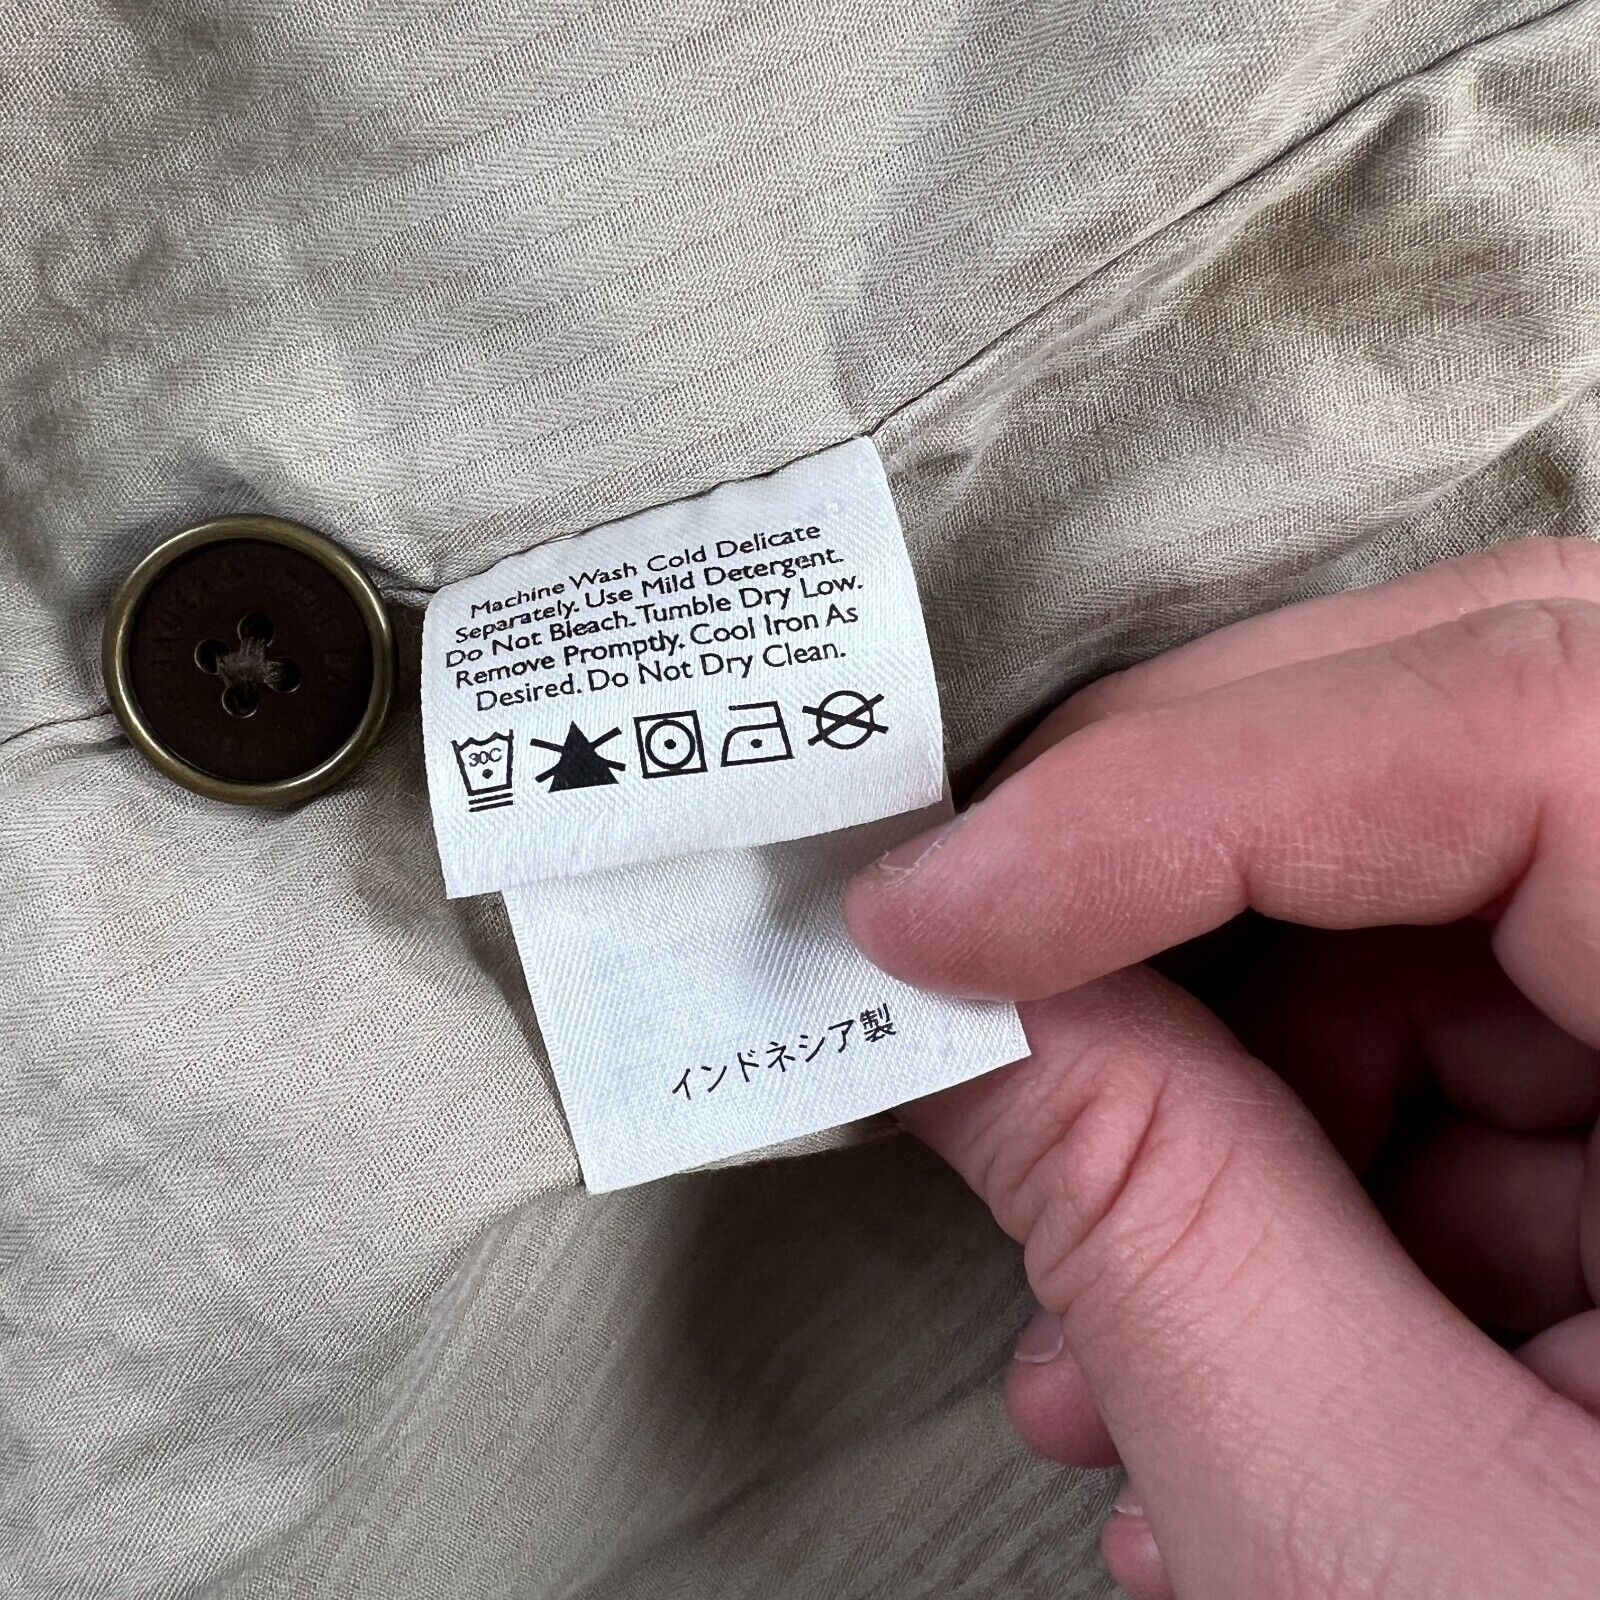 Machine Wash Cold Delicate
Separately. Use Mild Detergent.
Do Not Bleach. Tumble Dry Low.
Remove Promptly. Cool Iron As
Desired. Do Not Dry Clean.
30C
インドネシア製